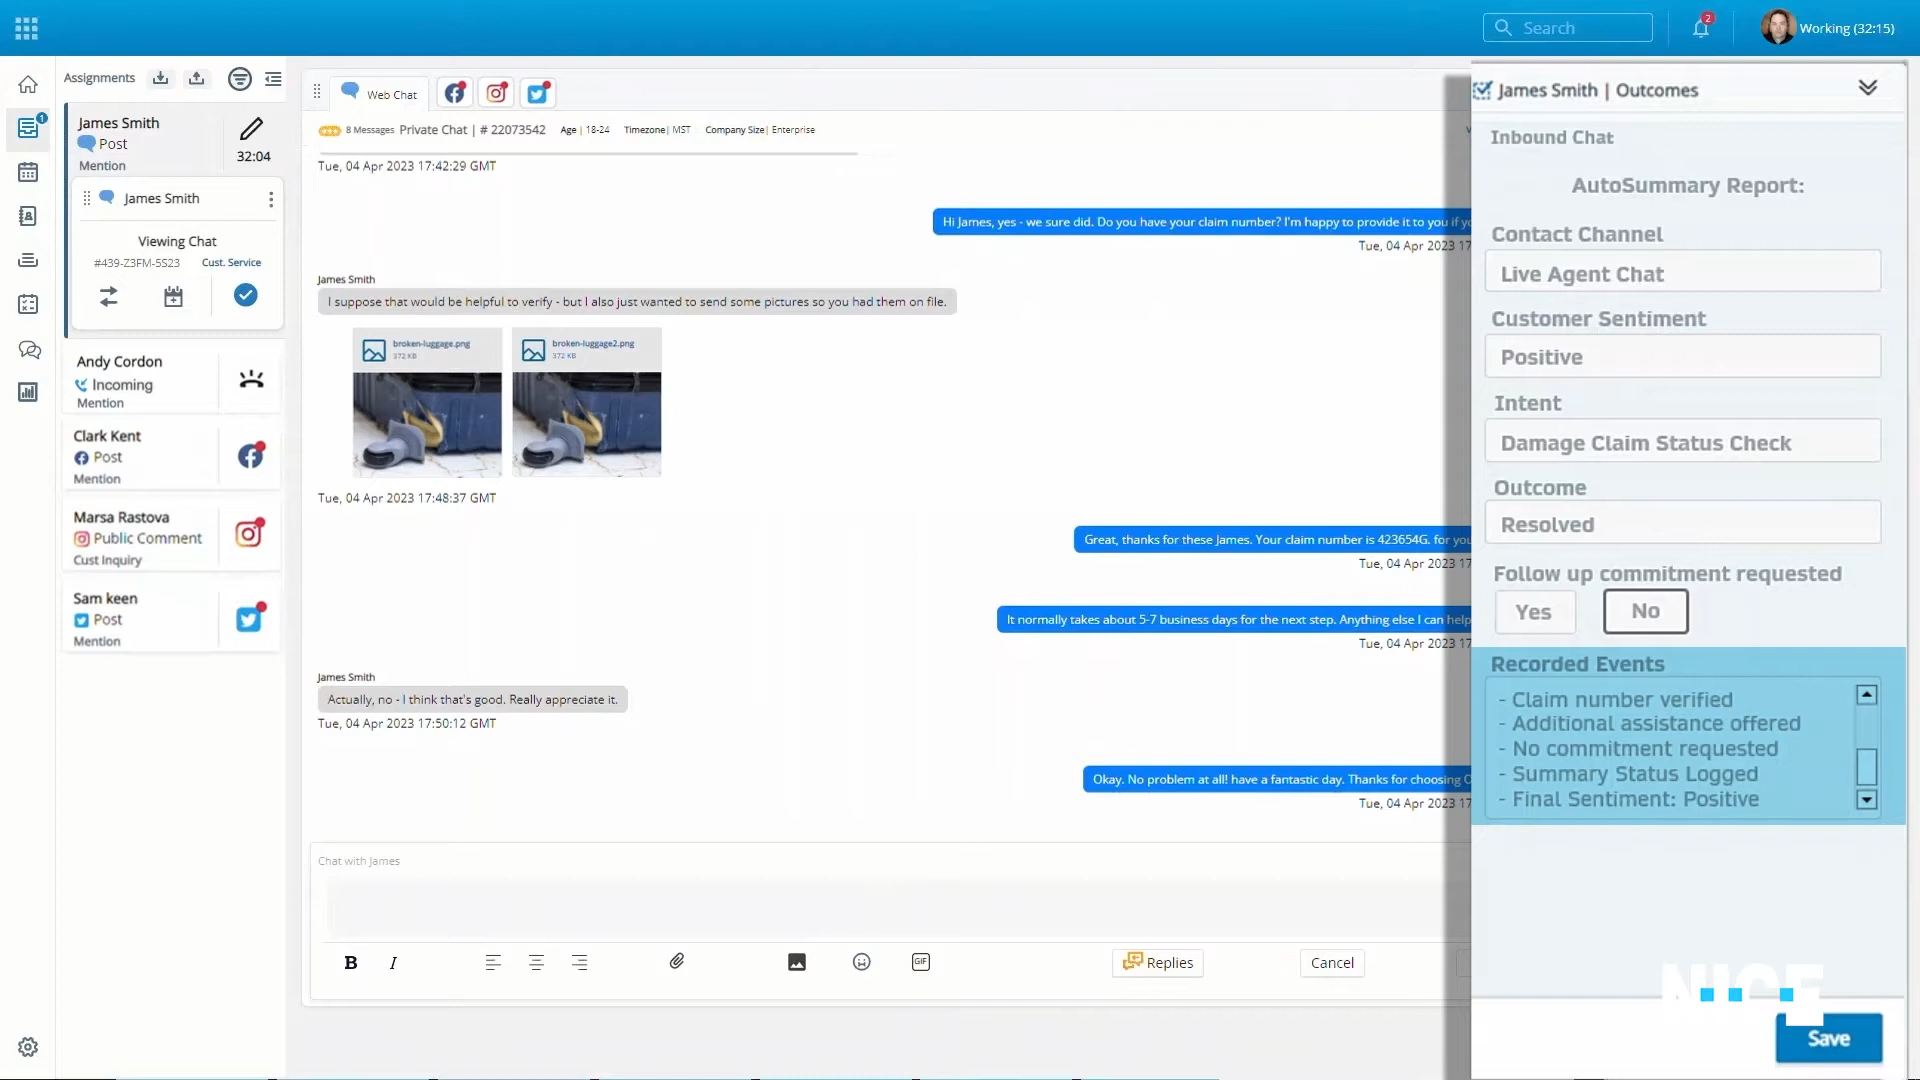 Search
2
Working (32:15)
Assignments
1
James Smith
Post
Mention
32:04
James Smith
Viewing Chat
#439-Z3FM-5S23
Cust. Service
Andy Cordon
Incoming
Mention
Clark Kent
Post
Mention
Marsa Rastova
Public Comment
Cust Inquiry
Sam keen
Post
Mention
Web Chat
8 Messages Private Chat | # 22073542 Age | 18-24 Timezone| MST Company Size| Enterprise
Tue, 04 Apr 2023 17:42:29 GMT
Hi James, yes - we sure did. Do you have your claim number? I'm happy to provide it to you if
Tue, 04 Apr 2023 17
James Smith
I suppose that would be helpful to verify - but I also just wanted to send some pictures so you had them on file.
broken-luggage.png
372 KB
broken-luggage2.png
372 KB
Tue, 04 Apr 2023 17:48:37 GMT
Great, thanks for these James. Your claim number is 423654G. for
Tue, 04 Apr 2023 17
It normally takes about 5-7 business days for the next step. Anything else I can help
Tue, 04 Apr 2023 17
James Smith
Actually, no - I think that's good. Really appreciate it.
Tue, 04 Apr 2023 17:50:12 GMT
Okay. No problem at all! have a fantastic day. Thanks for choosing
Tue, 04 Apr 2023 17
Chat with James
B I
GIF
Replies
Cancel
James Smith | Outcomes
Inbound Chat
AutoSummary Report:
Contact Channel
Live Agent Chat
Customer Sentiment
Positive
Intent
Damage Claim Status Check
Outcome
Resolved
Follow up commitment requested
Yes
No
Recorded Events
- Claim number verified
- Additional assistance offered
- No commitment requested
- Summary Status Logged
- Final Sentiment: Positive
NICE
Save